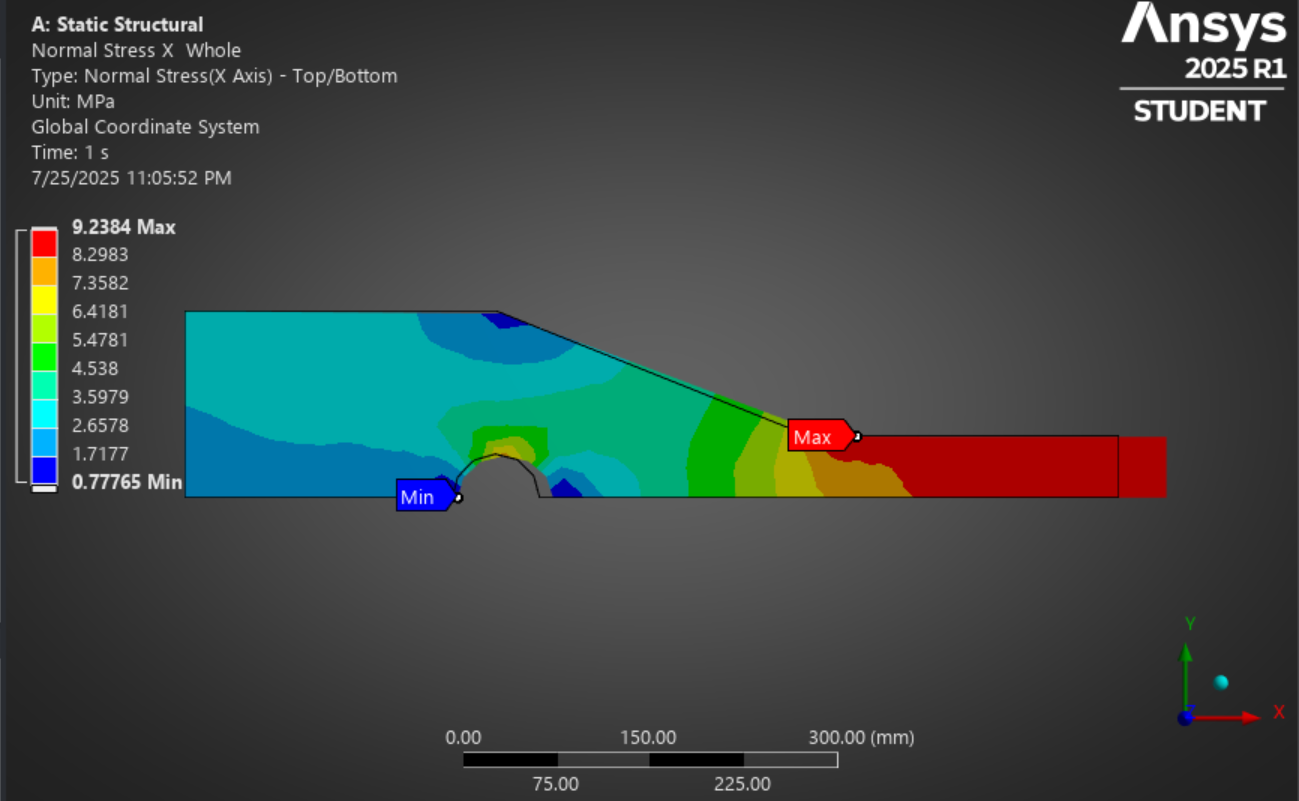 A: Static Structural
Normal Stress X  Whole
Type: Normal Stress(X Axis) - Top/Bottom
Unit: MPa
Global Coordinate System
Time: 1 s
7/25/2025 11:05:52 PM
Ansys
2025 R1
STUDENT
9.2384 Max
8.2983
7.3582
6.4181
5.4781
4.538
3.5979
2.6578
1.7177
0.77765 Min
Max
Min
Y
Z
X
0.00 150.00 300.00 (mm)
75.00 225.00